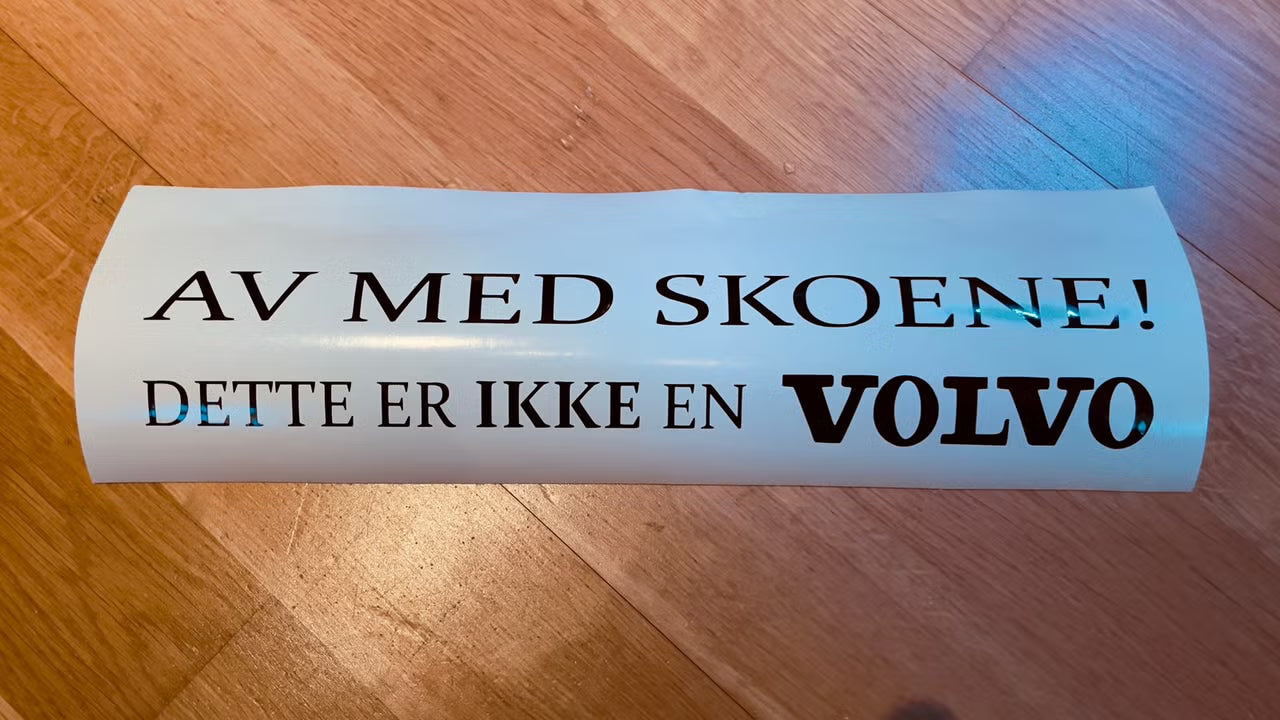 AV MED SKOENE!
DETTE ER IKKE EN VOLVO